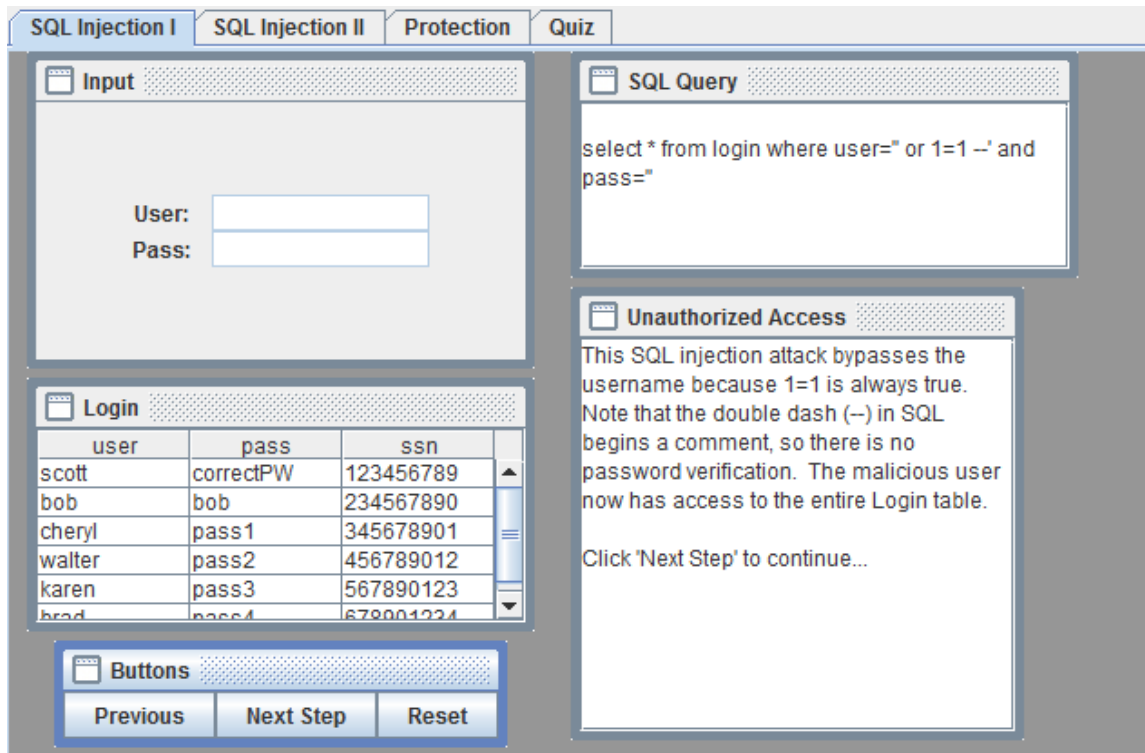 SQL Injection I SQL Injection II Protection Quiz
Input
User:
Pass:
Login
user pass ssn
scott correctPW 123456789
bob bob 234567890
cheryl pass1 345678901
walter pass2 456789012
karen pass3 567890123
brad pass4 678901234
Buttons
Previous Next Step Reset
SQL Query
select * from login where user='' or 1=1 --' and
pass=''
Unauthorized Access
This SQL injection attack bypasses the
username because 1=1 is always true.
Note that the double dash (--) in SQL
begins a comment, so there is no
password verification. The malicious user
now has access to the entire Login table.
Click 'Next Step' to continue...